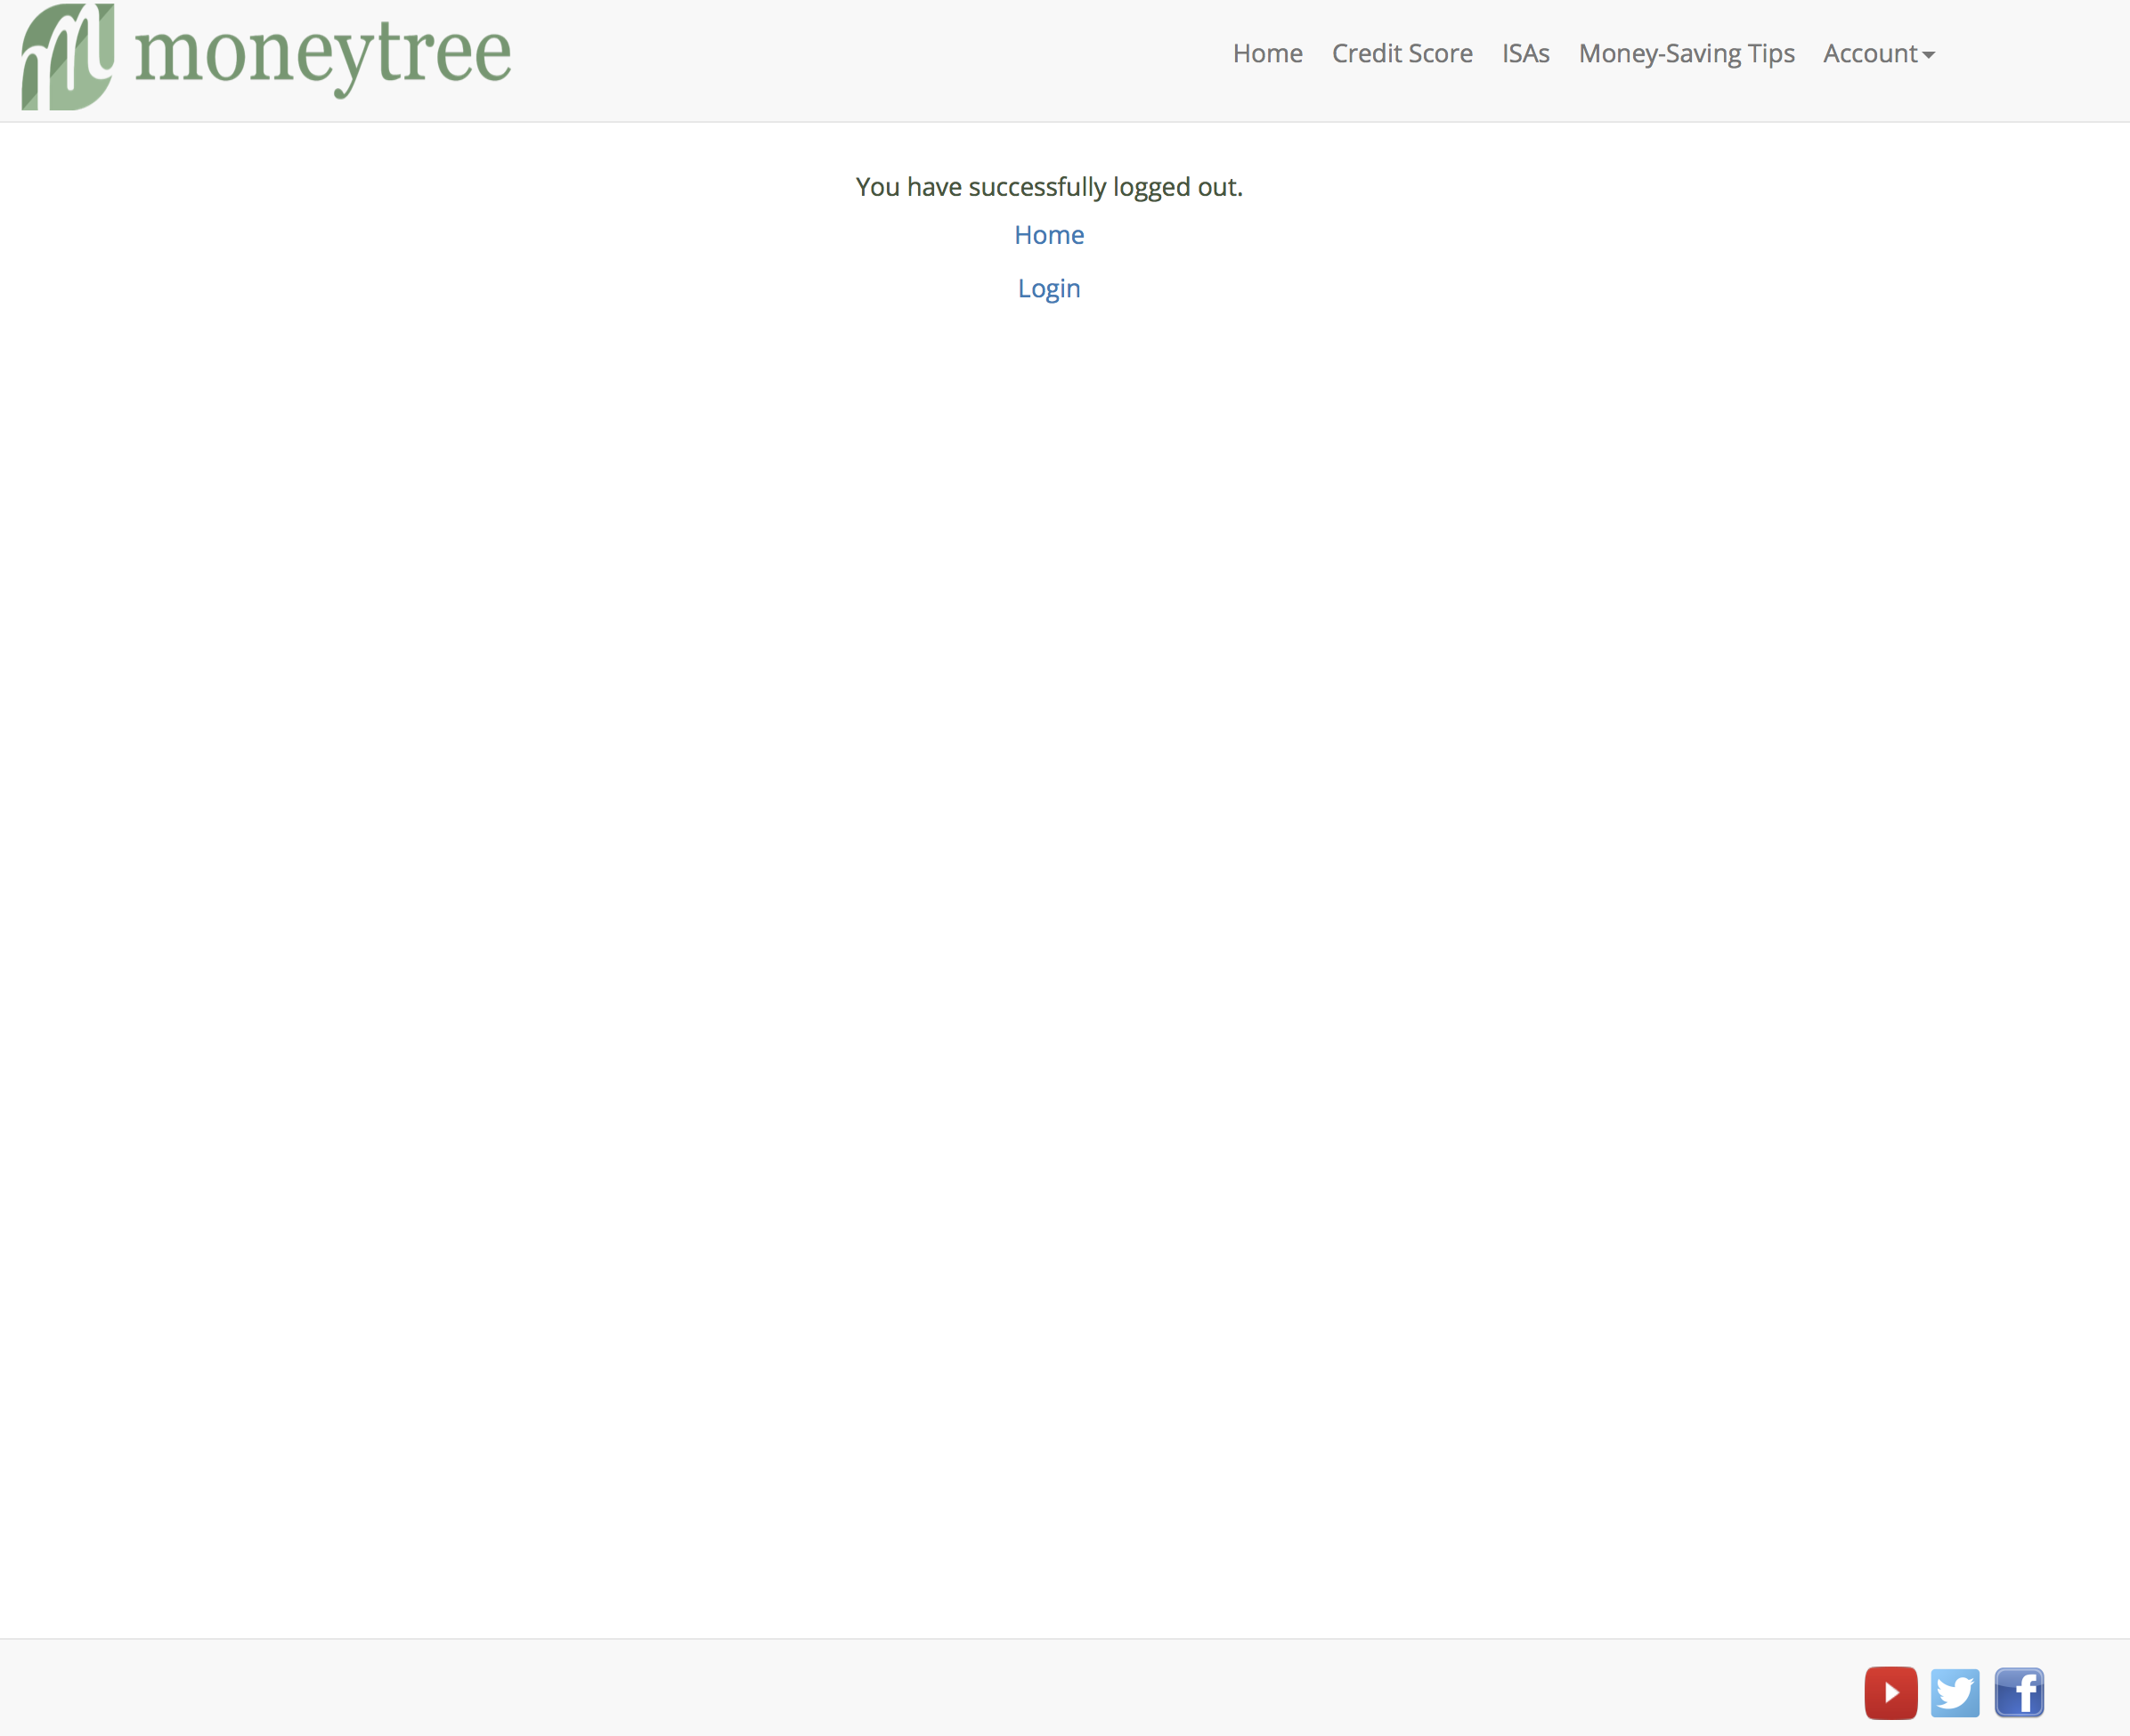 moneytree
Home Credit Score ISAs Money-Saving Tips Account
You have successfully logged out.
Home
Login